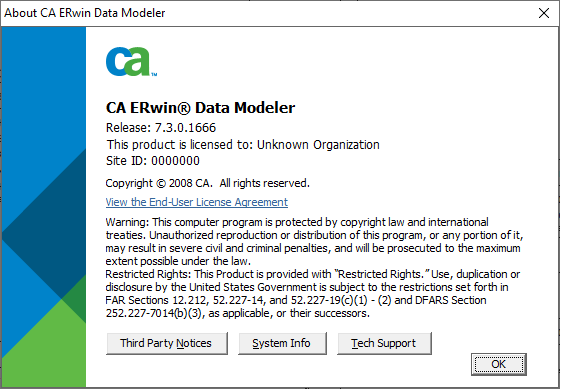 About CA ERwin Data Modeler
ca™
CA ERwin® Data Modeler
Release: 7.3.0.1666
This product is licensed to: Unknown Organization
Site ID: 0000000
Copyright © 2008 CA.  All rights reserved.
View the End-User License Agreement
Warning: This computer program is protected by copyright law and international
treaties. Unauthorized reproduction or distribution of this program, or any portion of it,
may result in severe civil and criminal penalties, and will be prosecuted to the maximum
extent possible under the law.
Restricted Rights: This Product is provided with “Restricted Rights.” Use, duplication or
disclosure by the United States Government is subject to the restrictions set forth in
FAR Sections 12.212, 52.227-14, and 52.227-19(c)(1) - (2) and DFARS Section
252.227-7014(b)(3), as applicable, or their successors.
Third Party Notices
System Info
Tech Support
OK